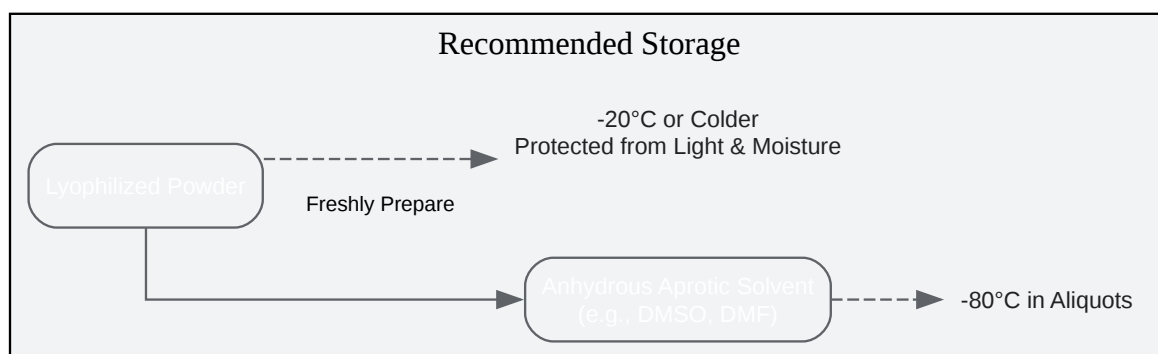 Recommended Storage
-20°C or Colder
Protected from Light & Moisture
Lyophilized Powder
Freshly Prepare
Anhydrous Aprotic Solvent
(e.g., DMSO, DMF)
-80°C in Aliquots